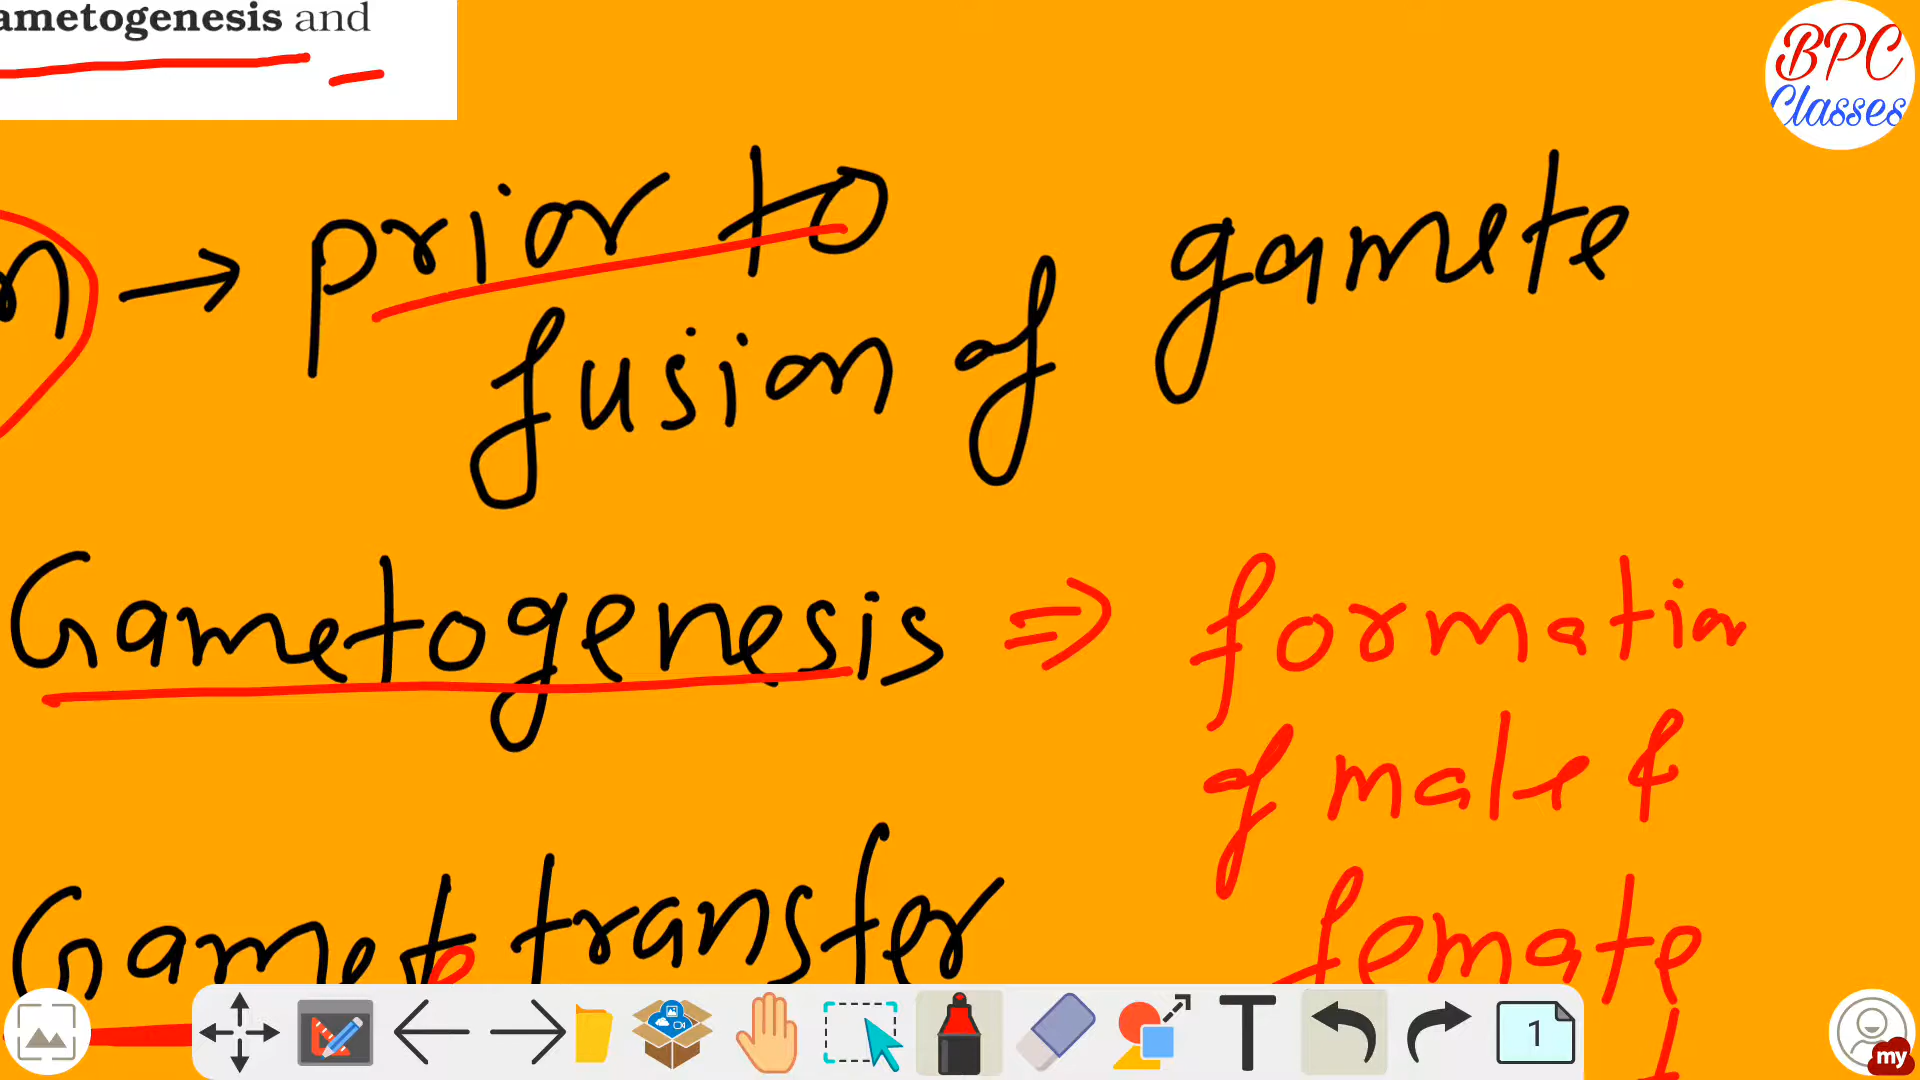 ametogenesis and
BPC
Classes
n → prior to
fusion of gamete
Gametogenesis ⇒ formation
of male &
Gamete transfer
female
1
my